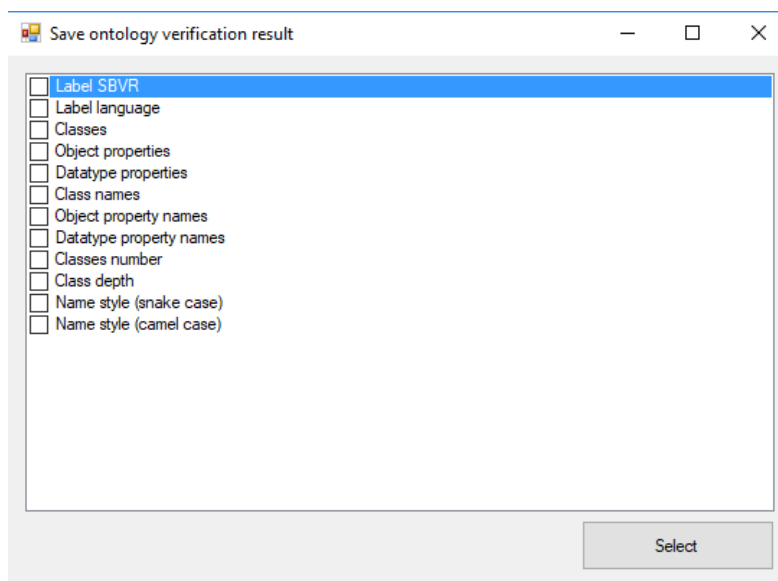 Save ontology verification result
Label SBVR
Label language
Classes
Object properties
Datatype properties
Class names
Object property names
Datatype property names
Classes number
Class depth
Name style (snake case)
Name style (camel case)
Select